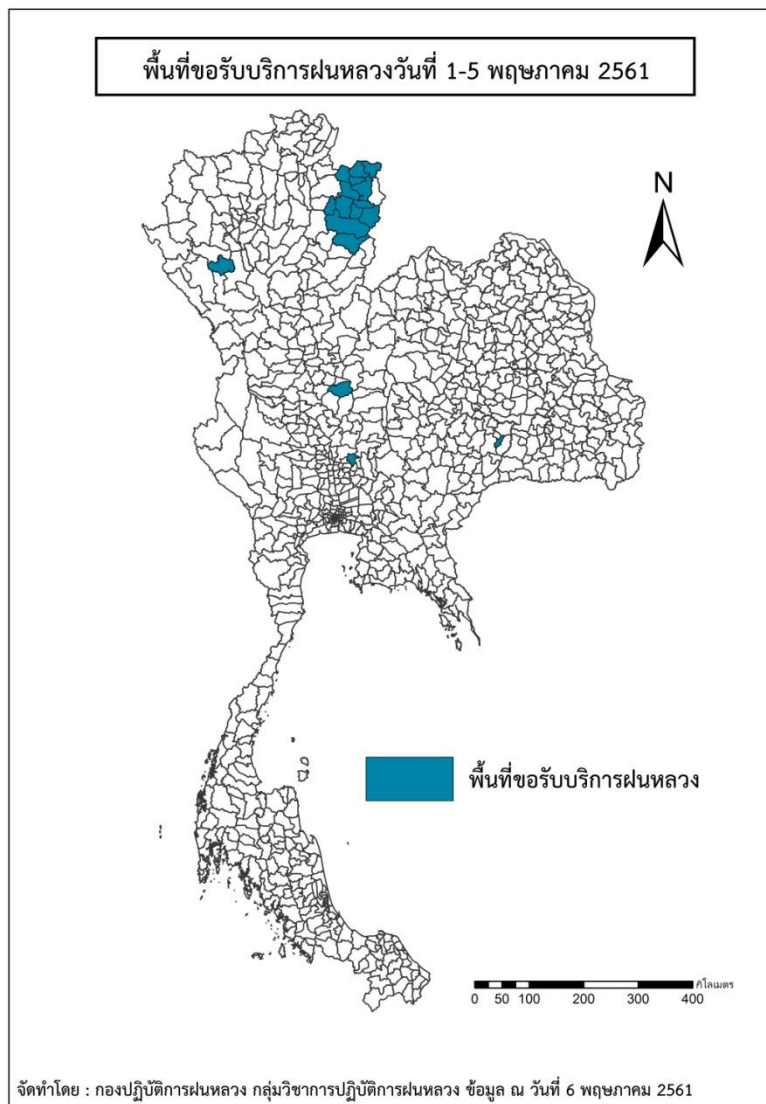 พื้นที่ขอรับบริการฝนหลวงวันที่ 1-5 พฤษภาคม 2561
N
พื้นที่ขอรับบริการฝนหลวง
กิโลเมตร
0 50 100 200 300 400
จัดทำโดย : กองปฏิบัติการฝนหลวง กลุ่มวิชาการปฏิบัติการฝนหลวง ข้อมูล ณ วันที่ 6 พฤษภาคม 2561